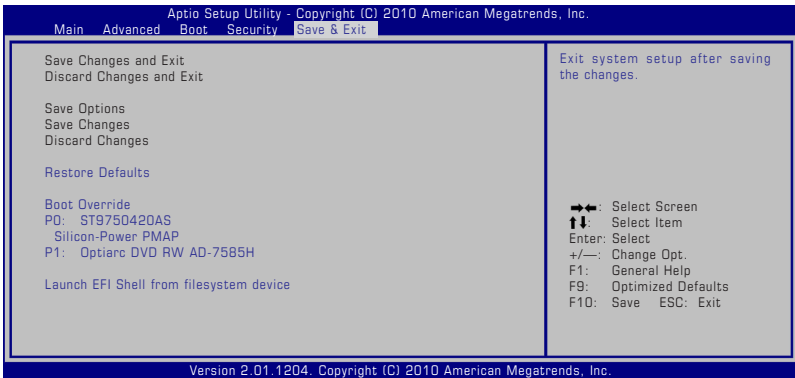 Aptio Setup Utility - Copyright (C) 2010 American Megatrends, Inc.
Main Advanced Boot Security Save & Exit
Save Changes and Exit
Discard Changes and Exit
Save Options
Save Changes
Discard Changes
Restore Defaults
Boot Override
P0: ST9750420AS
Silicon-Power PMAP
P1: Optiarc DVD RW AD-7585H
Launch EFI Shell from filesystem device
Exit system setup after saving
the changes.
→←: Select Screen
↑↓: Select Item
Enter: Select
+/—: Change Opt.
F1: General Help
F9: Optimized Defaults
F10: Save ESC: Exit
Version 2.01.1204. Copyright (C) 2010 American Megatrends, Inc.